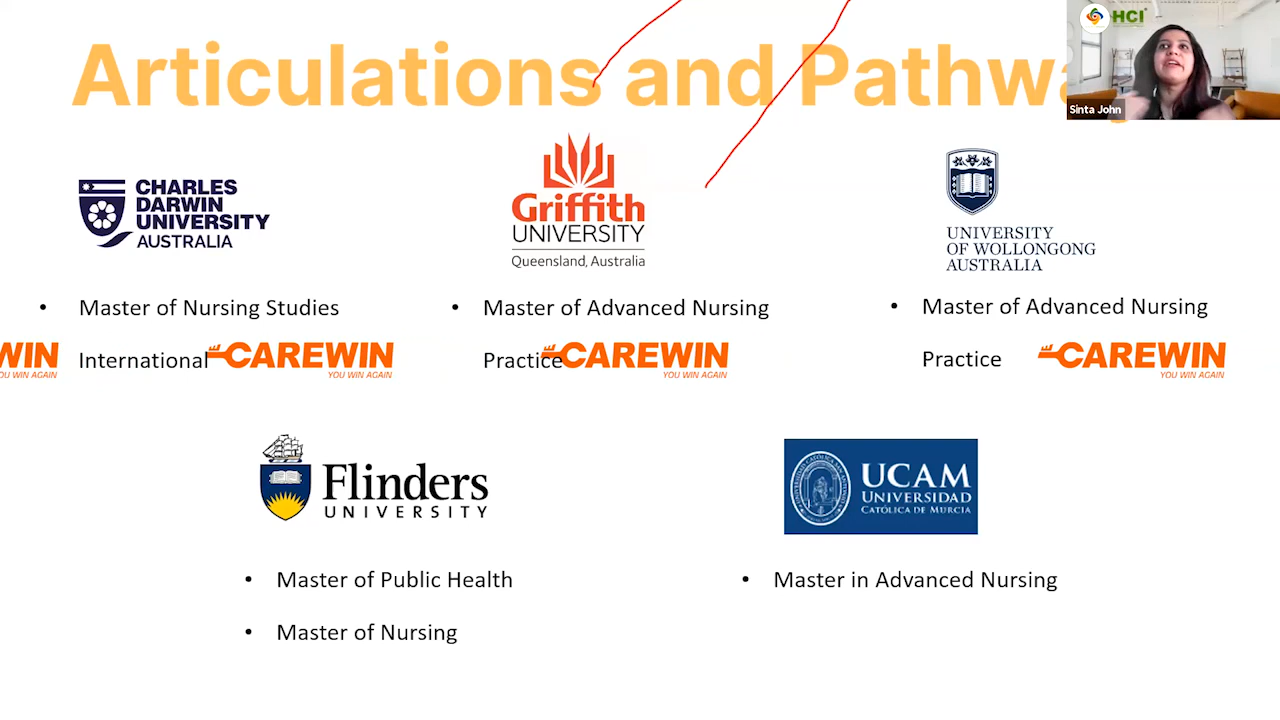 Articulations and Pathwa
HCI
Sinta John
CHARLES
DARWIN
UNIVERSITY
AUSTRALIA
Griffith
UNIVERSITY
Queensland, Australia
UNIVERSITY
OF WOLLONGONG
AUSTRALIA
• Master of Nursing Studies
International
• Master of Advanced Nursing
Practice
• Master of Advanced Nursing
Practice
WIN
YOU WIN AGAIN
CAREWIN
YOU WIN AGAIN
CAREWIN
YOU WIN AGAIN
CAREWIN
YOU WIN AGAIN
Flinders
UNIVERSITY
UCAM
UNIVERSIDAD
CATÓLICA DE MURCIA
• Master of Public Health
• Master of Nursing
• Master in Advanced Nursing